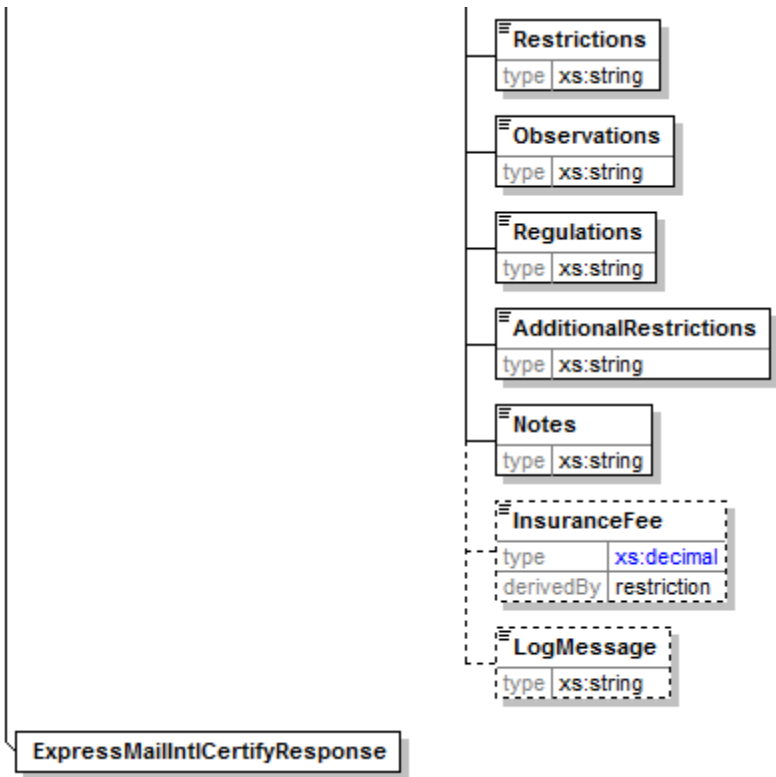 Restrictions
type xs:string
Observations
type xs:string
Regulations
type xs:string
AdditionalRestrictions
type xs:string
Notes
type xs:string
InsuranceFee
type xs:decimal
derivedBy restriction
LogMessage
type xs:string
ExpressMailIntlCertifyResponse